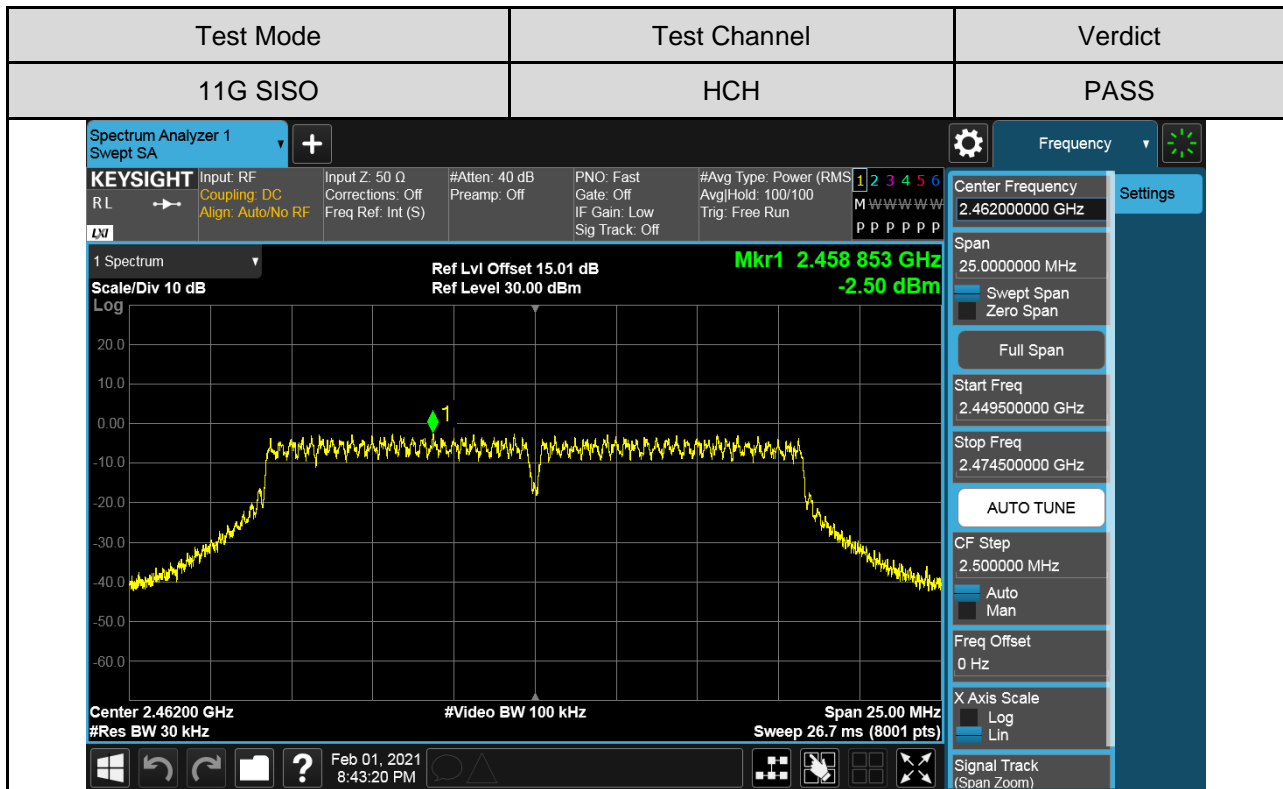 Test Mode Test Channel Verdict
11G SISO HCH PASS
Spectrum Analyzer 1
Swept SA
Frequency
KEYSIGHT Input: RF Input Z: 50 Ω #Atten: 40 dB PNO: Fast #Avg Type: Power (RMS 1 2 3 4 5 6
RL Coupling: DC Corrections: Off Preamp: Off Gate: Off Avg|Hold: 100/100
Align: Auto/No RF Freq Ref: Int (S) IF Gain: Low Trig: Free Run M W W W W W
LXI Sig Track: Off P P P P P P
1 Spectrum Ref Lvl Offset 15.01 dB Mkr1 2.458 853 GHz
Scale/Div 10 dB Ref Level 30.00 dBm -2.50 dBm
Log
20.0
10.0
1
0.00
-10.0
-20.0
-30.0
-40.0
-50.0
-60.0
Center 2.46200 GHz #Video BW 100 kHz Span 25.00 MHz
#Res BW 30 kHz Sweep 26.7 ms (8001 pts)
? Feb 01, 2021
8:43:20 PM
Center Frequency
2.462000000 GHz
Settings
Span
25.0000000 MHz
Swept Span
Zero Span
Full Span
Start Freq
2.449500000 GHz
Stop Freq
2.474500000 GHz
AUTO TUNE
CF Step
2.500000 MHz
Auto
Man
Freq Offset
0 Hz
X Axis Scale
Log
Lin
Signal Track
(Span Zoom)